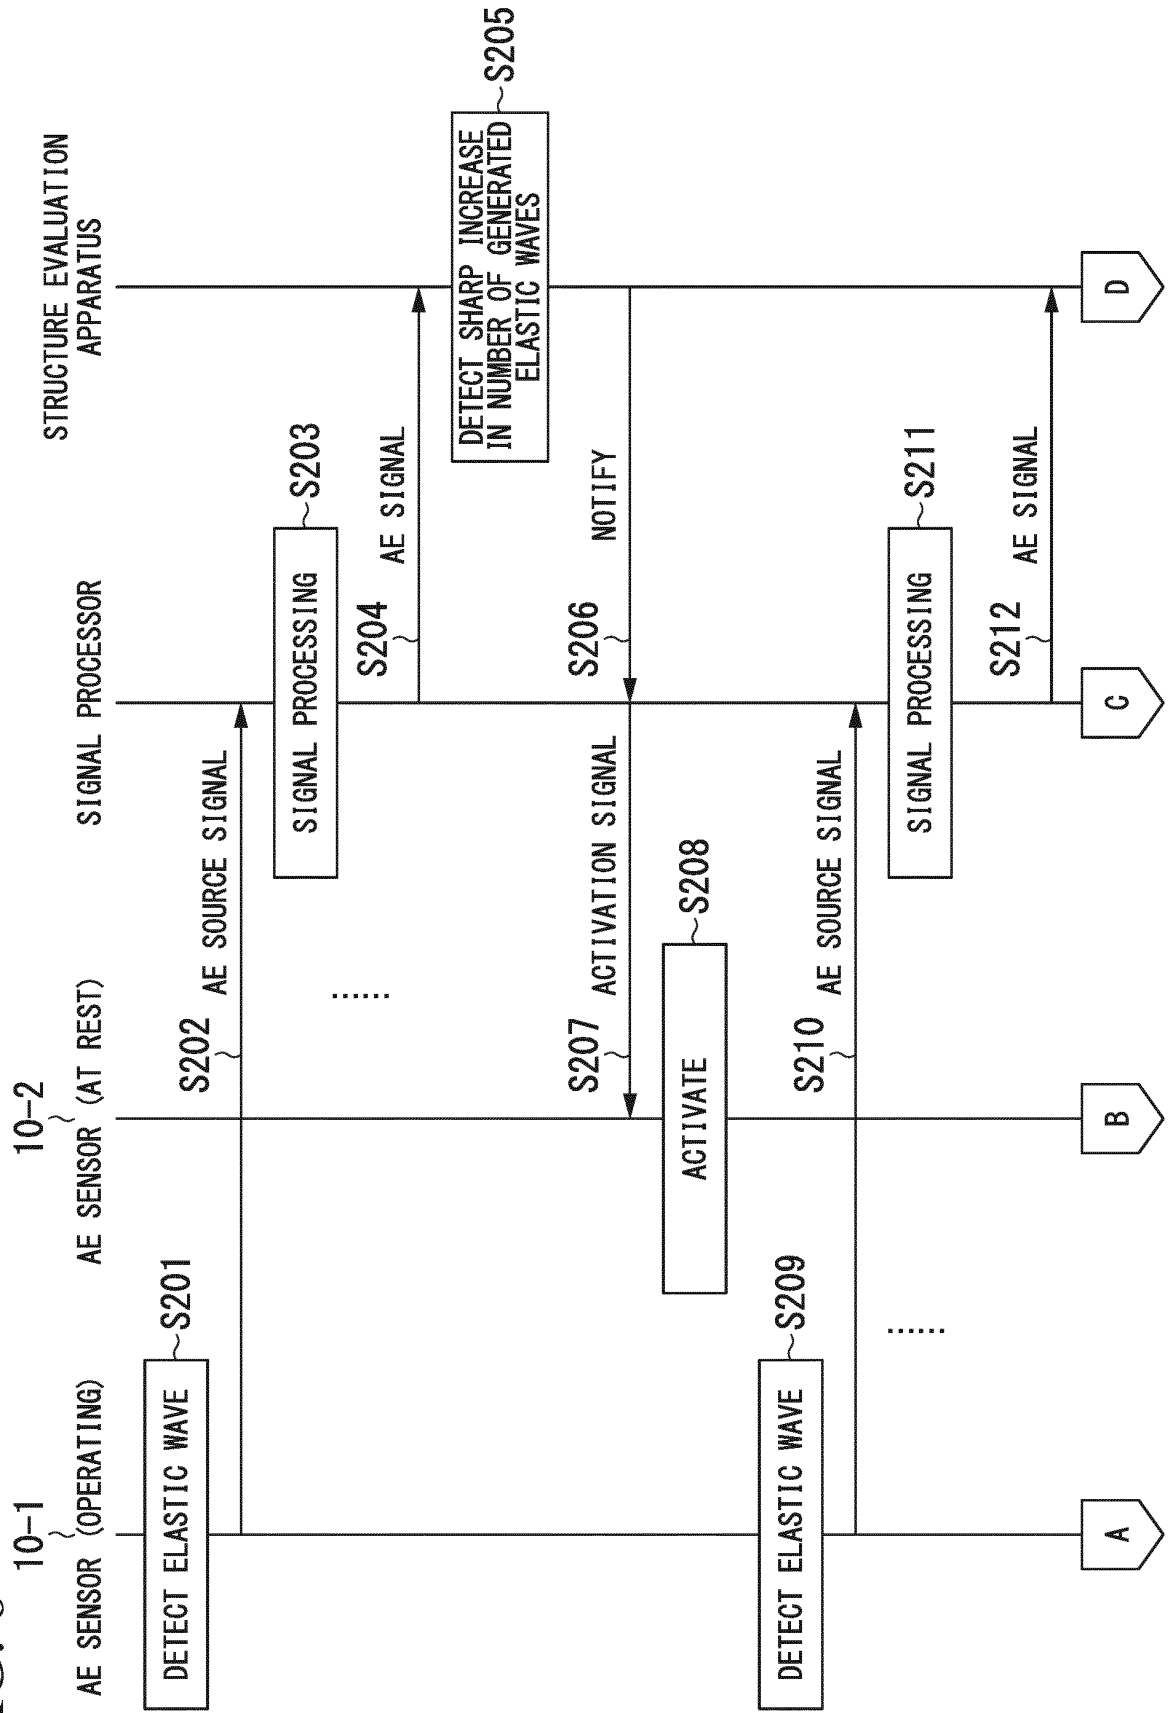 10-1
AE SENSOR (OPERATING)
10-2
AE SENSOR (AT REST)
SIGNAL PROCESSOR
STRUCTURE EVALUATION
APPARATUS
DETECT ELASTIC WAVE
S201
S202
AE SOURCE SIGNAL
SIGNAL PROCESSING
S203
S204
AE SIGNAL
DETECT SHARP INCREASE
IN NUMBER OF GENERATED
ELASTIC WAVES
S205
S206
NOTIFY
S207
ACTIVATION SIGNAL
ACTIVATE
S208
DETECT ELASTIC WAVE
S209
S210
AE SOURCE SIGNAL
SIGNAL PROCESSING
S211
S212
AE SIGNAL
A
B
C
D